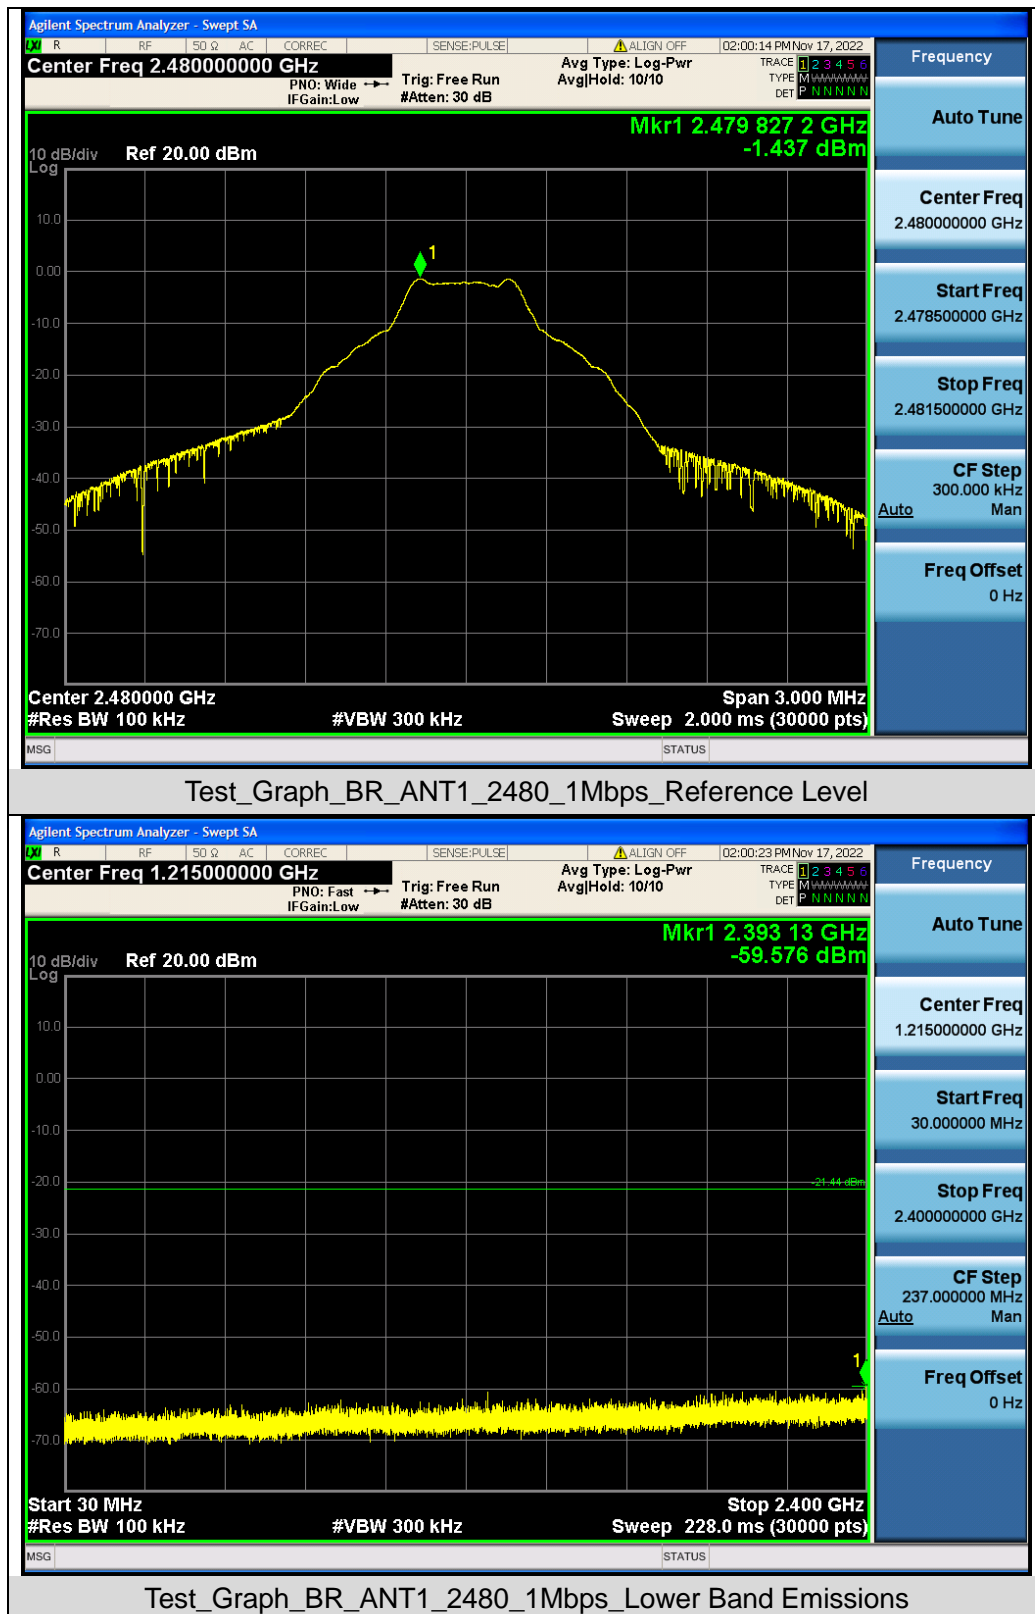 Agilent Spectrum Analyzer - Swept SA
LXI R RF 50 Ω AC CORREC SENSE:PULSE ALIGN OFF 02:00:14 PM Nov 17, 2022
Center Freq 2.480000000 GHz
PNO: Wide
IFGain:Low
Trig: Free Run
#Atten: 30 dB
Avg Type: Log-Pwr
Avg|Hold: 10/10
TRACE 1 2 3 4 5 6
TYPE M W W W W W
DET P N N N N N
Mkr1 2.479 827 2 GHz
-1.437 dBm
10 dB/div Ref 20.00 dBm
Log
10.0
0.00
-10.0
-20.0
-30.0
-40.0
-50.0
-60.0
-70.0
1
Center 2.480000 GHz Span 3.000 MHz
#Res BW 100 kHz #VBW 300 kHz Sweep 2.000 ms (30000 pts)
MSG STATUS
Frequency
Auto Tune
Center Freq
2.480000000 GHz
Start Freq
2.478500000 GHz
Stop Freq
2.481500000 GHz
CF Step
300.000 kHz
Auto Man
Freq Offset
0 Hz
Test_Graph_BR_ANT1_2480_1Mbps_Reference Level
Agilent Spectrum Analyzer - Swept SA
LXI R RF 50 Ω AC CORREC SENSE:PULSE ALIGN OFF 02:00:23 PM Nov 17, 2022
Center Freq 1.215000000 GHz
PNO: Fast
IFGain:Low
Trig: Free Run
#Atten: 30 dB
Avg Type: Log-Pwr
Avg|Hold: 10/10
TRACE 1 2 3 4 5 6
TYPE M W W W W W
DET P N N N N N
Mkr1 2.393 13 GHz
-59.576 dBm
10 dB/div Ref 20.00 dBm
Log
10.0
0.00
-10.0
-20.0
-30.0
-40.0
-50.0
-60.0
-70.0
-21.44 dBm
1
Start 30 MHz Stop 2.400 GHz
#Res BW 100 kHz #VBW 300 kHz Sweep 228.0 ms (30000 pts)
MSG STATUS
Frequency
Auto Tune
Center Freq
1.215000000 GHz
Start Freq
30.000000 MHz
Stop Freq
2.400000000 GHz
CF Step
237.000000 MHz
Auto Man
Freq Offset
0 Hz
Test_Graph_BR_ANT1_2480_1Mbps_Lower Band Emissions